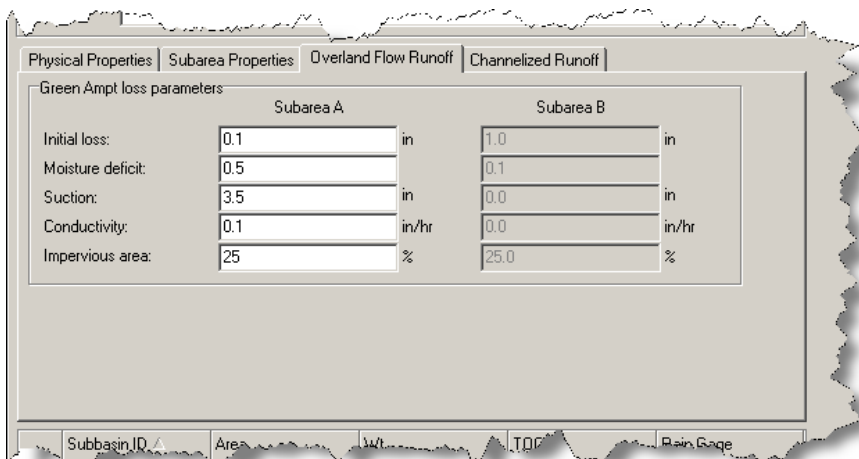 Physical Properties Subarea Properties Overland Flow Runoff Channelized Runoff
Green Ampt loss parameters
Subarea A Subarea B
Initial loss: 0.1 in 1.0 in
Moisture deficit: 0.5 0.1
Suction: 3.5 in 0.0 in
Conductivity: 0.1 in/hr 0.0 in/hr
Impervious area: 25 % 25.0 %
Subbasin ID Area Rain Gage